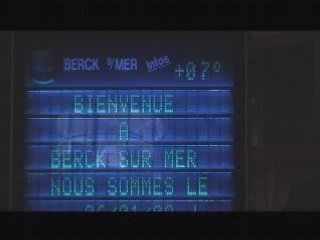 BERCK S/MER Infos +07°
BIENVENUE
A
BERCK SUR MER
NOUS SOMMES LE